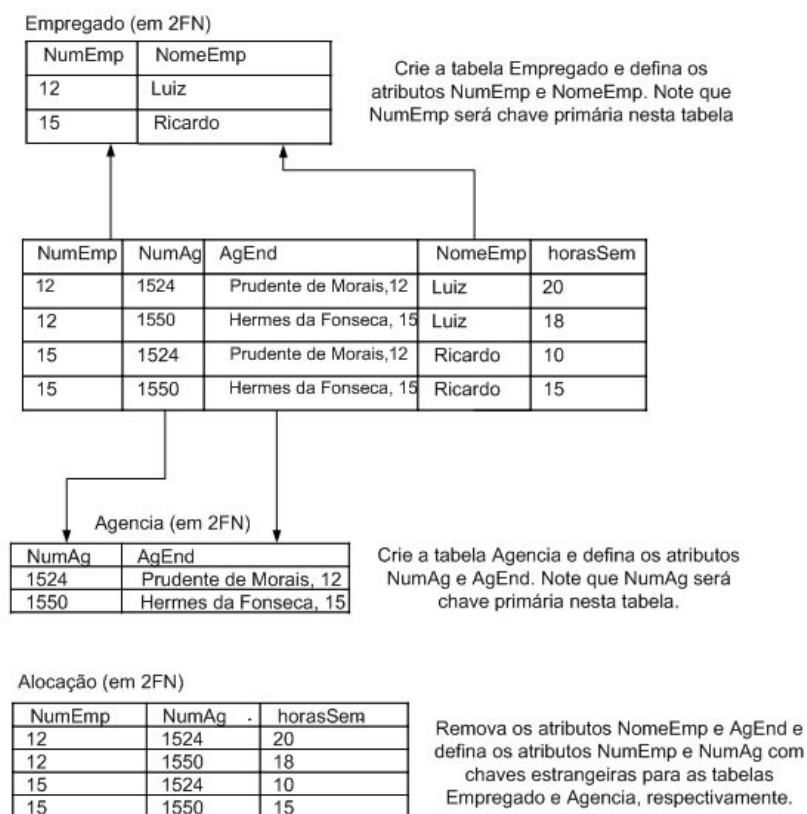 Empregado (em 2FN)
NumEmp NomeEmp
12 Luiz
15 Ricardo
Crie a tabela Empregado e defina os
atributos NumEmp e NomeEmp. Note que
NumEmp será chave primária nesta tabela
NumEmp NumAg AgEnd NomeEmp horasSem
12 1524 Prudente de Morais,12 Luiz 20
12 1550 Hermes da Fonseca, 15 Luiz 18
15 1524 Prudente de Morais,12 Ricardo 10
15 1550 Hermes da Fonseca, 15 Ricardo 15
Agencia (em 2FN)
NumAg AgEnd
1524 Prudente de Morais, 12
1550 Hermes da Fonseca, 15
Crie a tabela Agencia e defina os atributos
NumAg e AgEnd. Note que NumAg será
chave primária nesta tabela.
Alocação (em 2FN)
NumEmp NumAg . horasSem
12 1524 20
12 1550 18
15 1524 10
15 1550 15
Remova os atributos NomeEmp e AgEnd e
defina os atributos NumEmp e NumAg com
chaves estrangeiras para as tabelas
Empregado e Agencia, respectivamente.